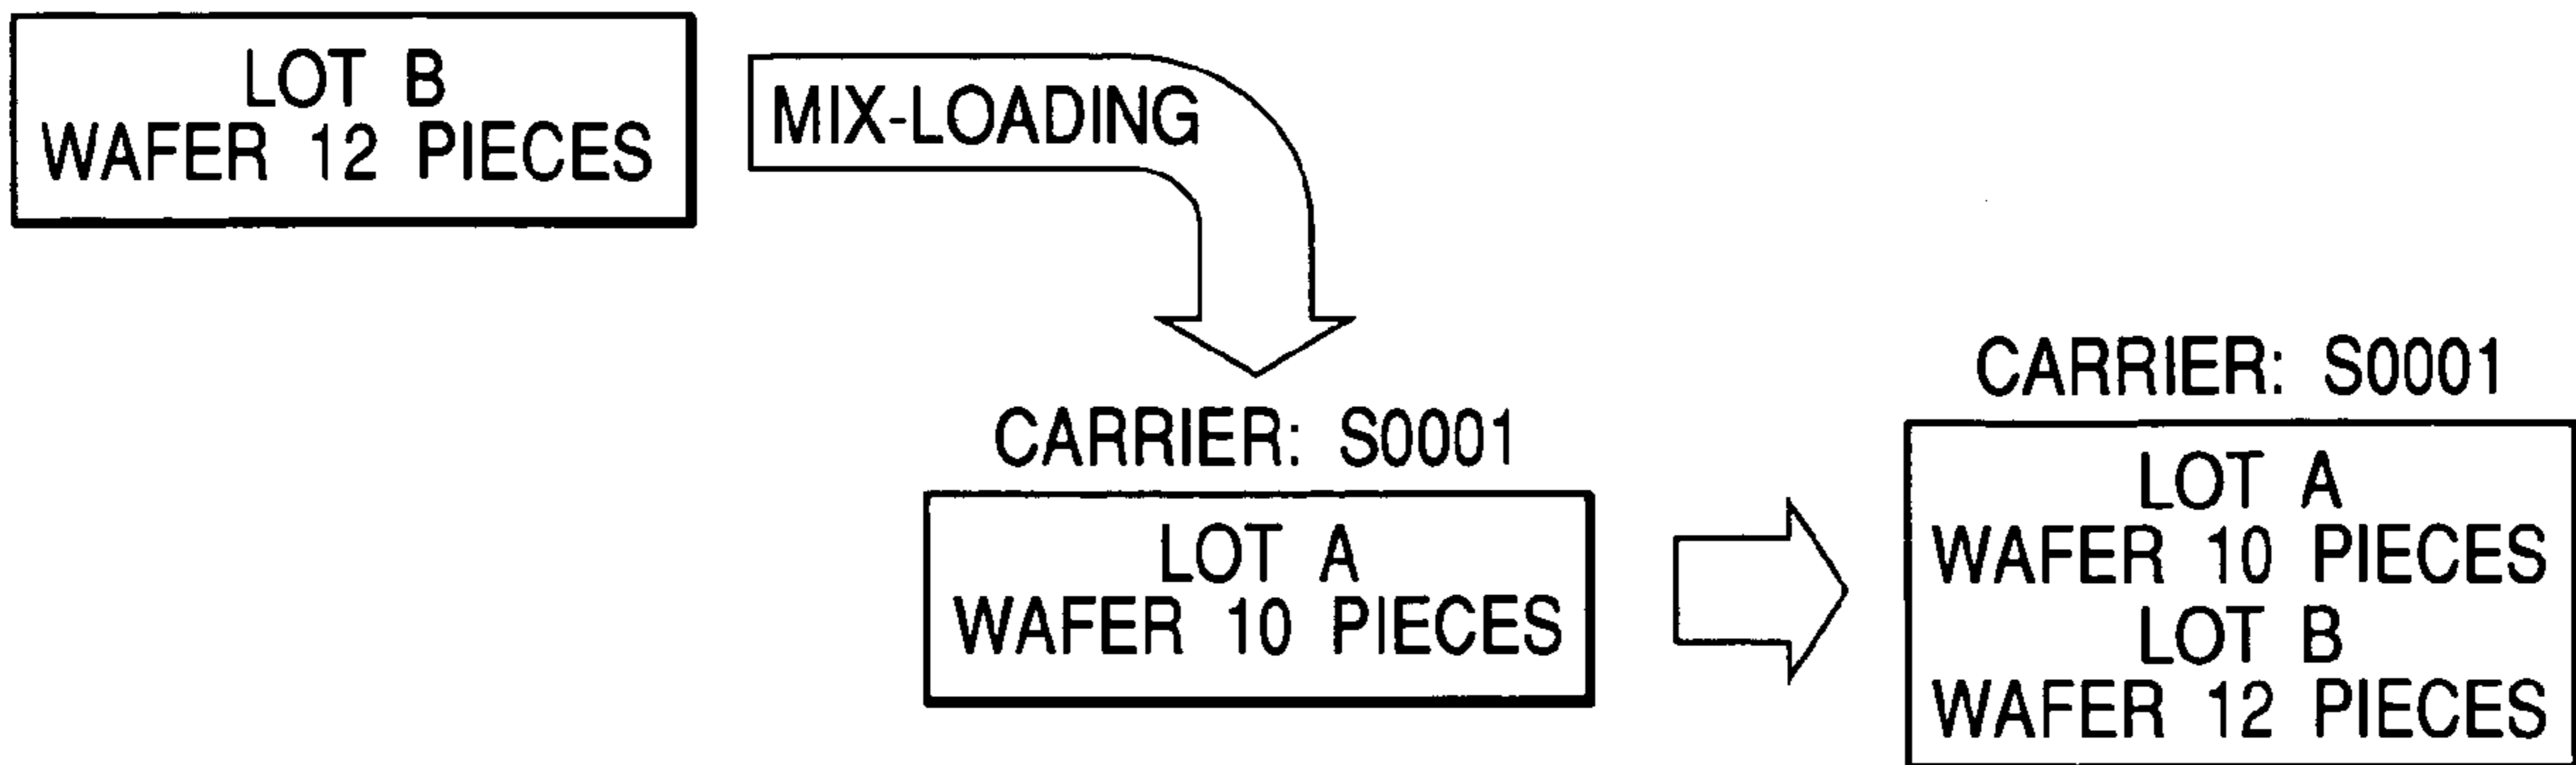 LOT B
WAFER 12 PIECES
MIX-LOADING
CARRIER: S0001
LOT A
WAFER 10 PIECES
CARRIER: S0001
LOT A
WAFER 10 PIECES
LOT B
WAFER 12 PIECES